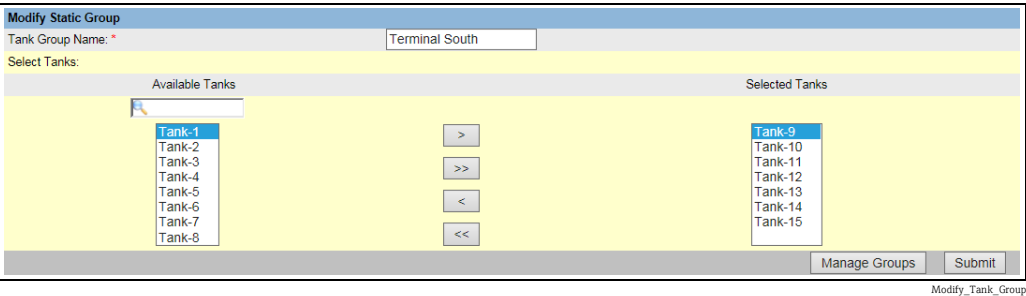 Modify Static Group
Tank Group Name: * Terminal South
Select Tanks:
Available Tanks Selected Tanks
Tank-1 > Tank-9
Tank-2 Tank-10
Tank-3 >> Tank-11
Tank-4 Tank-12
Tank-5 < Tank-13
Tank-6 Tank-14
Tank-7 << Tank-15
Tank-8
Manage Groups Submit
Modify_Tank_Group